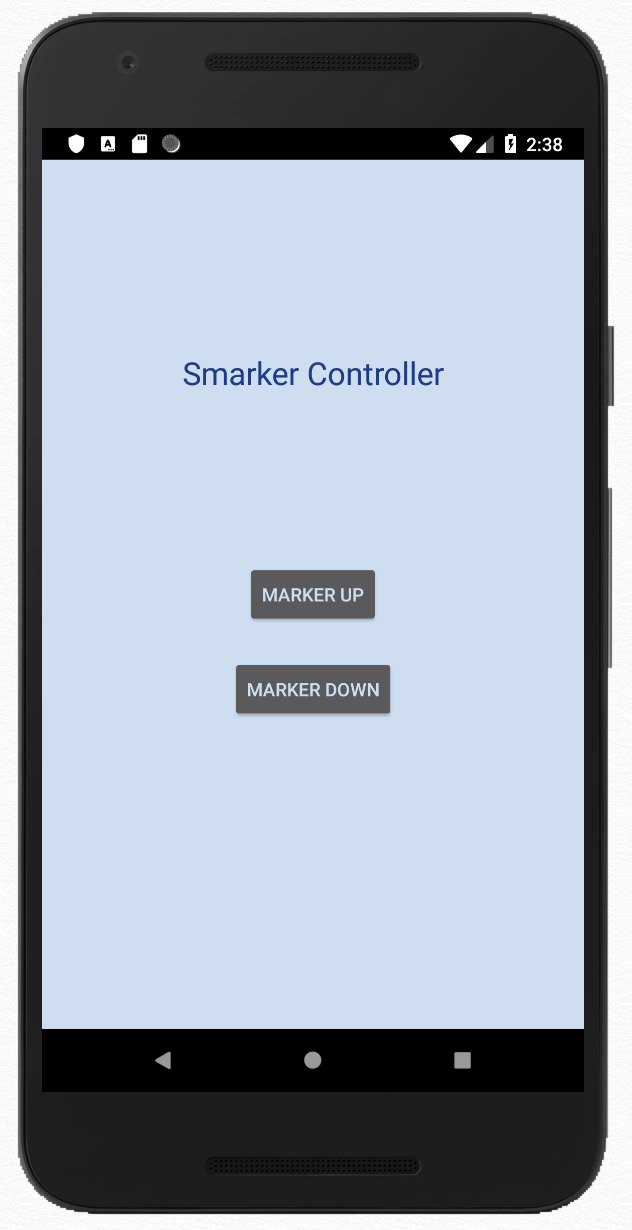 2:38
Smarker Controller
MARKER UP
MARKER DOWN